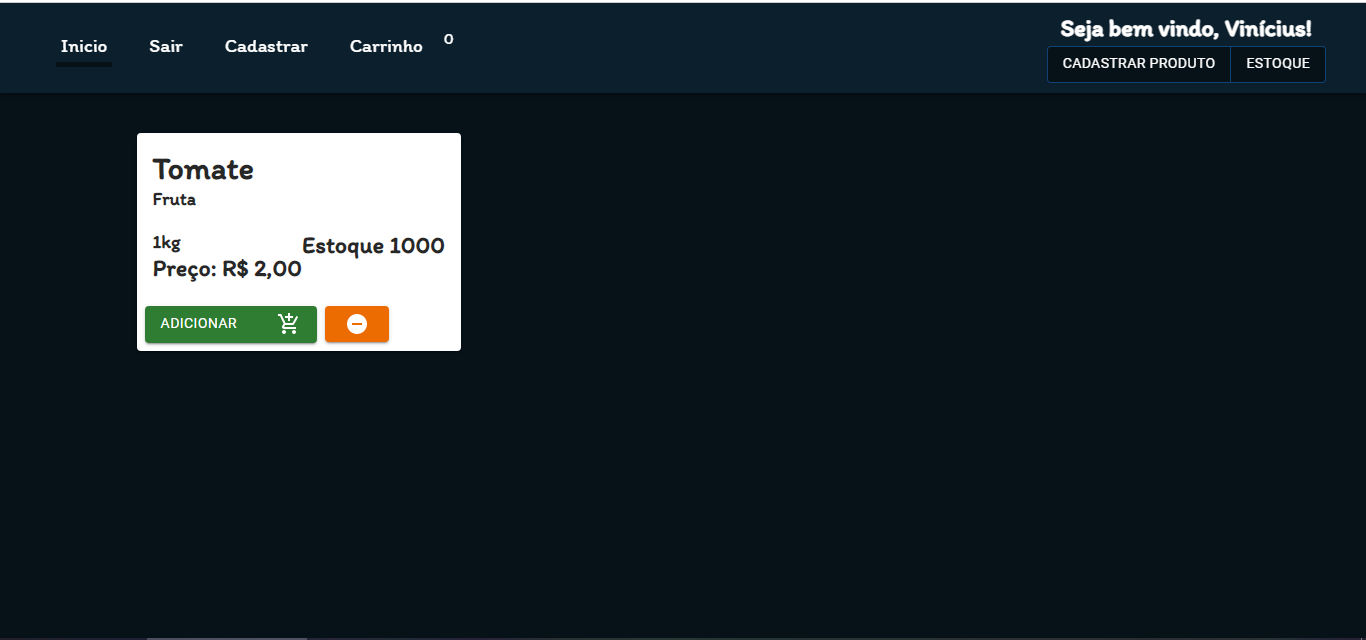 Inicio Sair Cadastrar Carrinho 0
Seja bem vindo, Vinícius!
CADASTRAR PRODUTO ESTOQUE
Tomate
Fruta
1kg
Estoque 1000
Preço: R$ 2,00
ADICIONAR